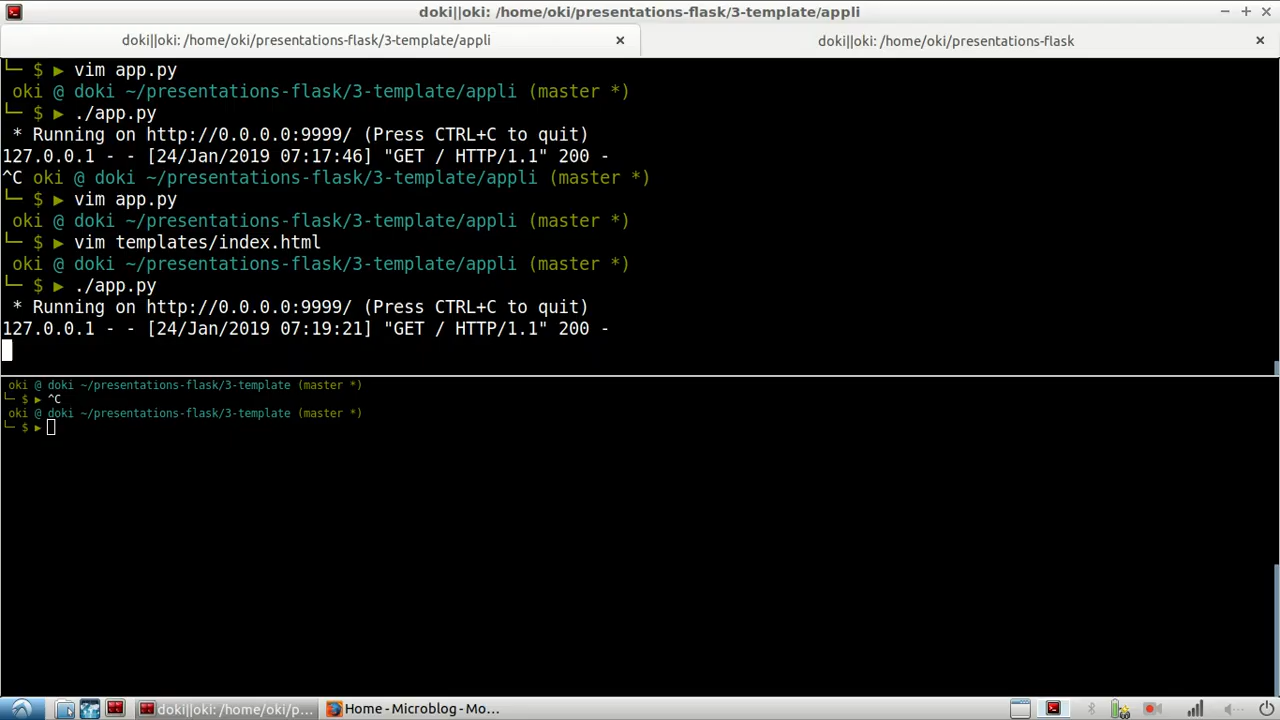 doki||oki: /home/oki/presentations-flask/3-template/appli
doki||oki: /home/oki/presentations-flask/3-template/appli
doki||oki: /home/oki/presentations-flask
└─ $ ▶ vim app.py
oki @ doki ~/presentations-flask/3-template/appli (master *)
└─ $ ▶ ./app.py
* Running on http://0.0.0.0:9999/ (Press CTRL+C to quit)
127.0.0.1 - - [24/Jan/2019 07:17:46] "GET / HTTP/1.1" 200 -
^C oki @ doki ~/presentations-flask/3-template/appli (master *)
└─ $ ▶ vim app.py
oki @ doki ~/presentations-flask/3-template/appli (master *)
└─ $ ▶ vim templates/index.html
oki @ doki ~/presentations-flask/3-template/appli (master *)
└─ $ ▶ ./app.py
* Running on http://0.0.0.0:9999/ (Press CTRL+C to quit)
127.0.0.1 - - [24/Jan/2019 07:19:21] "GET / HTTP/1.1" 200 -
oki @ doki ~/presentations-flask/3-template (master *)
└─ $ ▶ ^C
oki @ doki ~/presentations-flask/3-template (master *)
└─ $ ▶
doki||oki: /home/oki/p...
Home - Microblog - Mo...